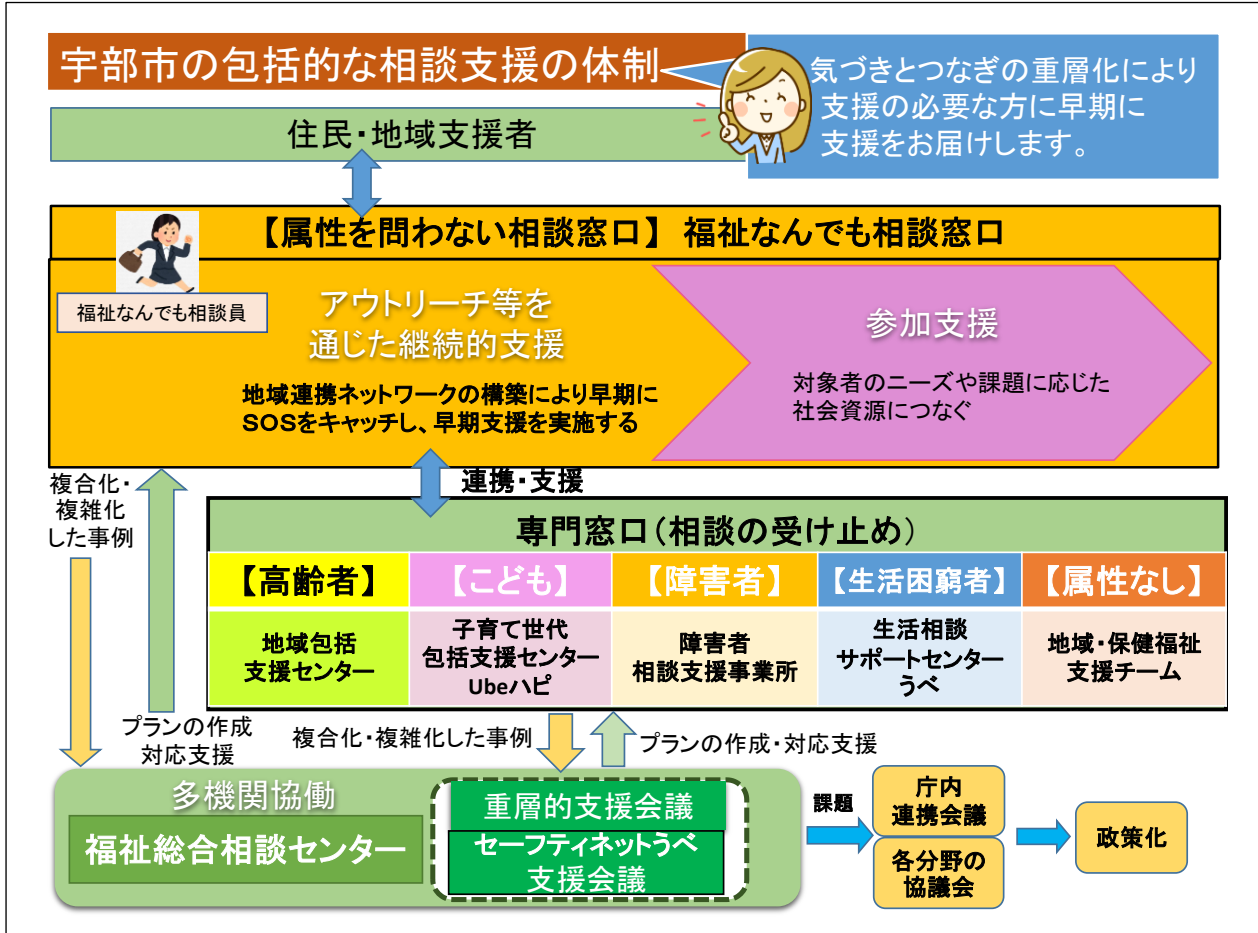 宇部市の包括的な相談支援の体制
気づきとつなぎの重層化により
支援の必要な方に早期に
支援をお届けします。
住民・地域支援者
【属性を問わない相談窓口】 福祉なんでも相談窓口
福祉なんでも相談員
アウトリーチ等を
通じた継続的支援
地域連携ネットワークの構築により早期に
SOSをキャッチし、早期支援を実施する
参加支援
対象者のニーズや課題に応じた
社会資源につなぐ
複合化・
複雑化
した事例
連携・支援
専門窓口(相談の受け止め)
【高齢者】
【こども】
【障害者】
【生活困窮者】
【属性なし】
地域包括
支援センター
子育て世代
包括支援センター
Ubeハピ
障害者
相談支援事業所
生活相談
サポートセンター
うべ
地域・保健福祉
支援チーム
プランの作成
対応支援
複合化・複雑化した事例
プランの作成・対応支援
多機関協働
福祉総合相談センター
重層的支援会議
セーフティネットうべ
支援会議
課題
庁内
連携会議
各分野の
協議会
政策化